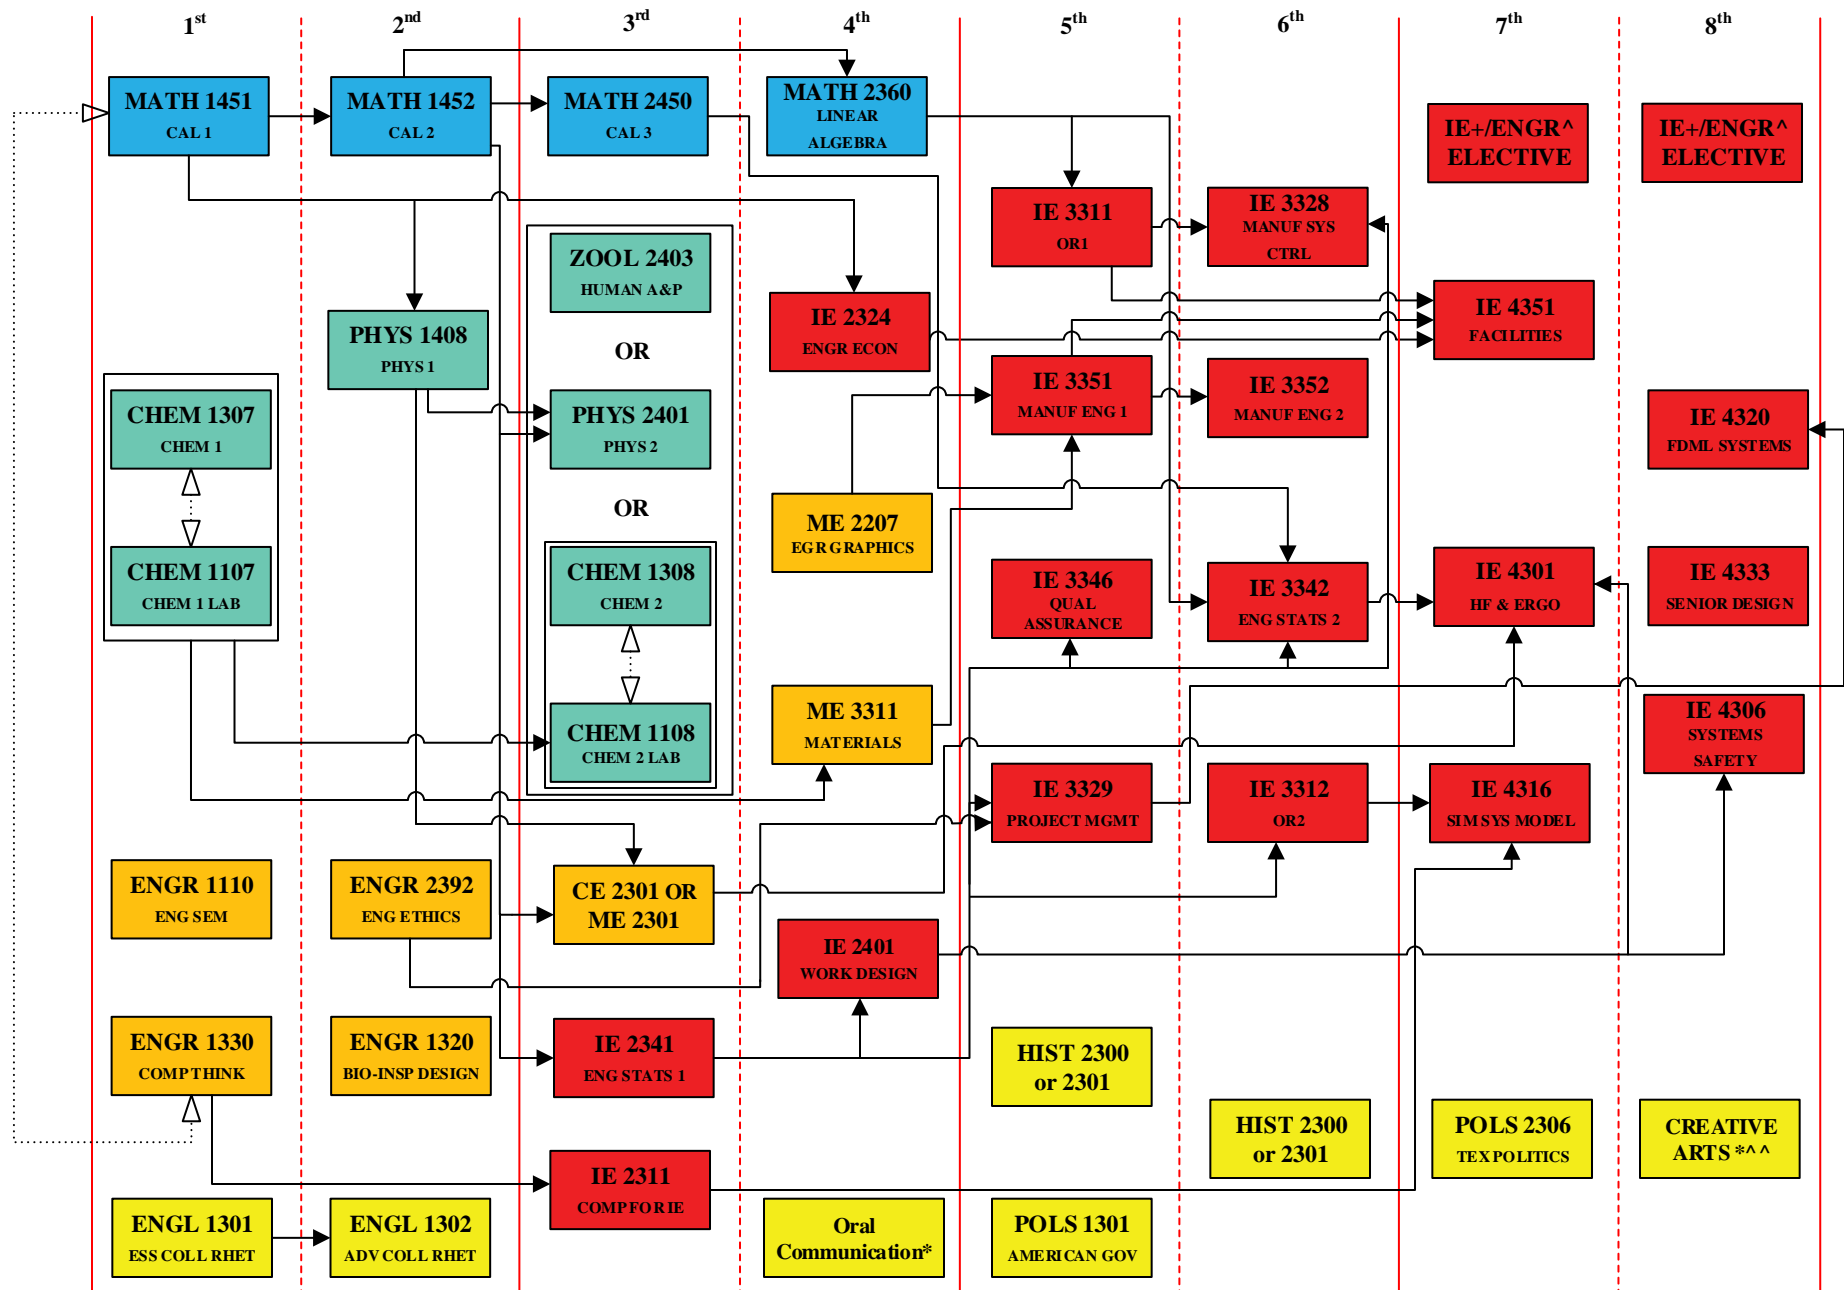 1st
2nd
3rd
4th
5th
6th
7th
8th
MATH 1451
CAL 1
MATH 1452
CAL 2
MATH 2450
CAL 3
MATH 2360
LINEAR
ALGEBRA
IE+/ENGR^
ELECTIVE
IE+/ENGR^
ELECTIVE
IE 3311
OR1
IE 3328
MANUF SYS
CTRL
ZOOL 2403
HUMAN A&P
IE 2324
ENGR ECON
IE 4351
FACILITIES
PHYS 1408
PHYS 1
OR
IE 3351
MANUF ENG 1
IE 3352
MANUF ENG 2
CHEM 1307
CHEM 1
PHYS 2401
PHYS 2
IE 4320
FDML SYSTEMS
OR
ME 2207
EGR GRAPHICS
CHEM 1107
CHEM 1 LAB
CHEM 1308
CHEM 2
IE 3346
QUAL
ASSURANCE
IE 3342
ENG STATS 2
IE 4301
HF & ERGO
IE 4333
SENIOR DESIGN
CHEM 1108
CHEM 2 LAB
ME 3311
MATERIALS
IE 4306
SYSTEMS
SAFETY
IE 3329
PROJECT MGMT
IE 3312
OR2
IE 4316
SIM SYS MODEL
ENGR 1110
ENG SEM
ENGR 2392
ENG ETHICS
CE 2301 OR
ME 2301
IE 2401
WORK DESIGN
ENGR 1330
COMP THINK
ENGR 1320
BIO-INSP DESIGN
IE 2341
ENG STATS 1
HIST 2300
or 2301
HIST 2300
or 2301
POLS 2306
TEX POLITICS
CREATIVE
ARTS *^^
IE 2311
COMP FOR IE
ENGL 1301
ESS COLL RHET
ENGL 1302
ADV COLL RHET
Oral
Communication*
POLS 1301
AMERICAN GOV